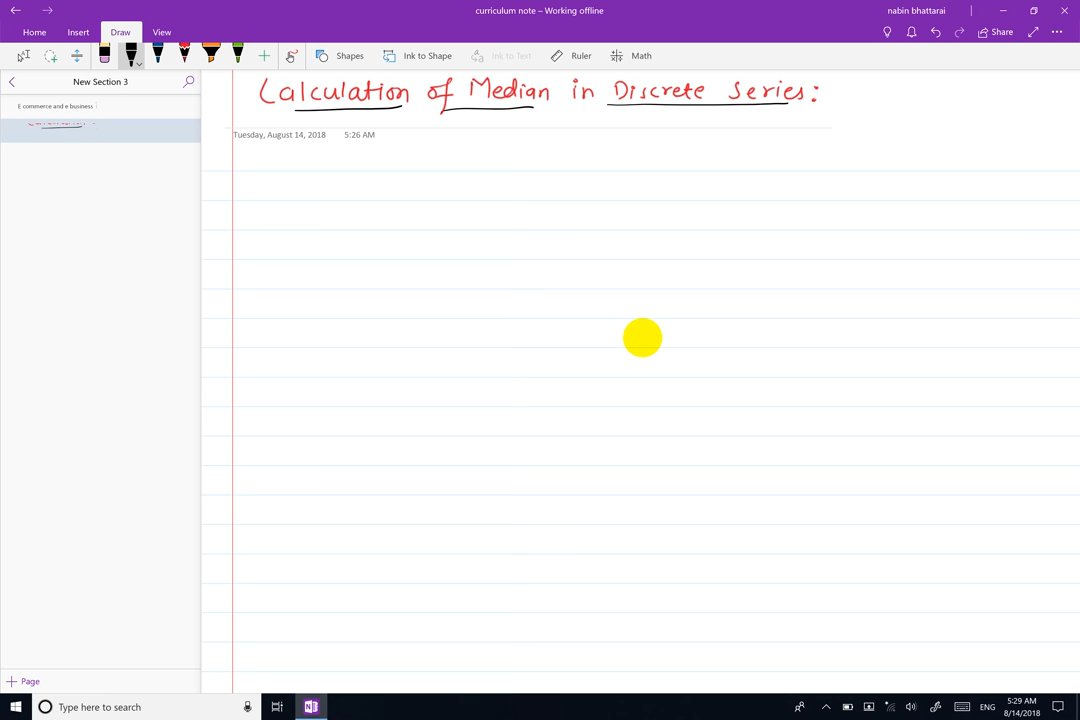 curriculum note – Working offline
nabin bhattarai
Home Insert Draw View
Share
Shapes Ink to Shape Ink to Text Ruler Math
New Section 3
E commerce and e business
Calculation of Median in Discrete Series:
Tuesday, August 14, 2018 5:26 AM
Page
Type here to search
ENG
5:29 AM
8/14/2018